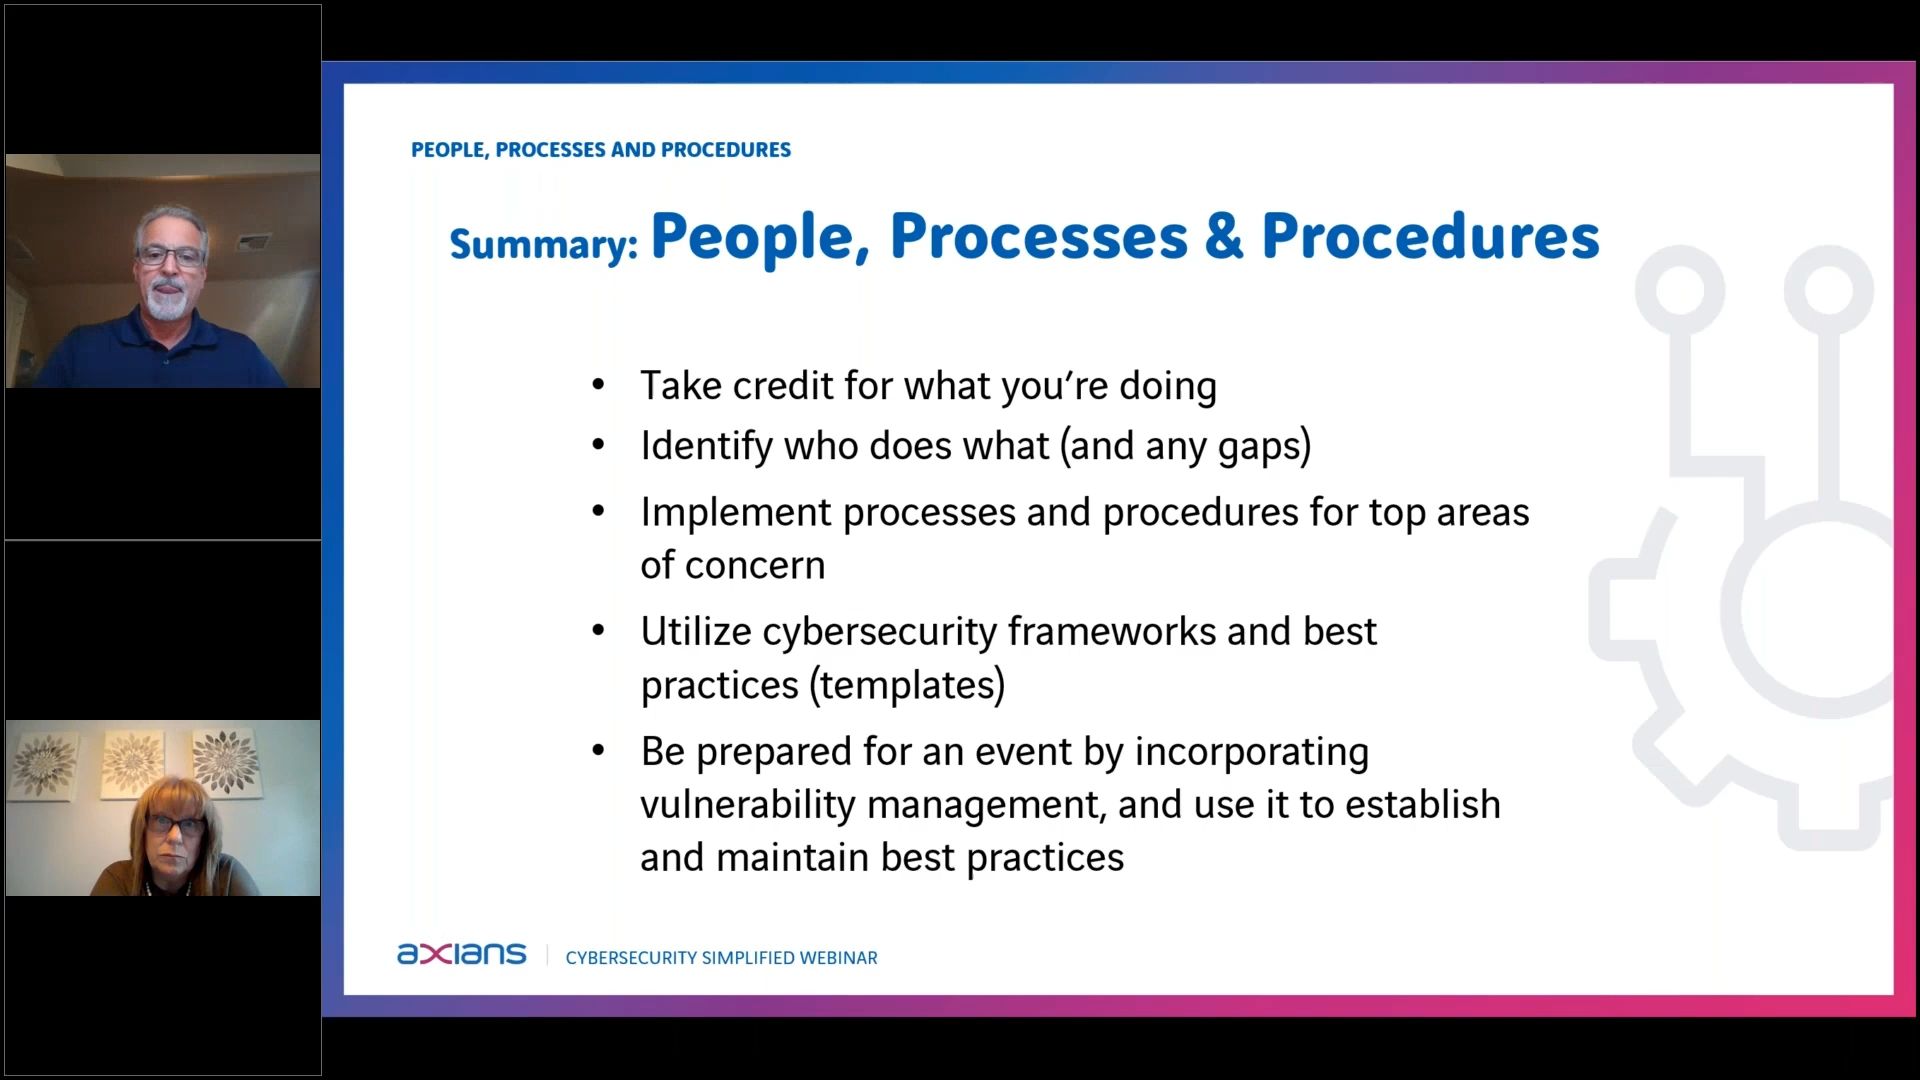 PEOPLE, PROCESSES AND PROCEDURES
Summary: People, Processes & Procedures
• Take credit for what you’re doing
• Identify who does what (and any gaps)
• Implement processes and procedures for top areas
of concern
• Utilize cybersecurity frameworks and best
practices (templates)
• Be prepared for an event by incorporating
vulnerability management, and use it to establish
and maintain best practices
axians
CYBERSECURITY SIMPLIFIED WEBINAR